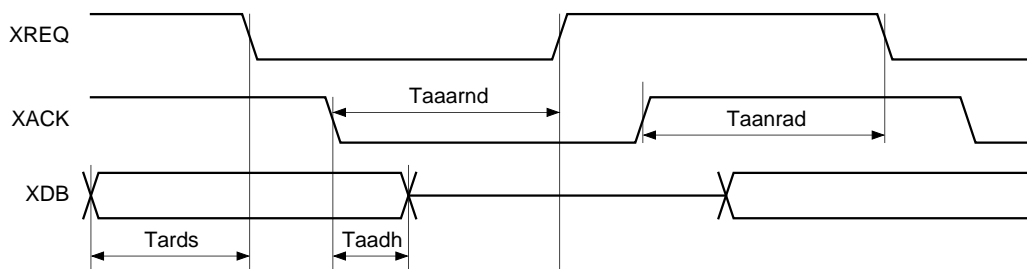 XREQ
Taaarnd
XACK
Taanrad
XDB
Tards
Taadh